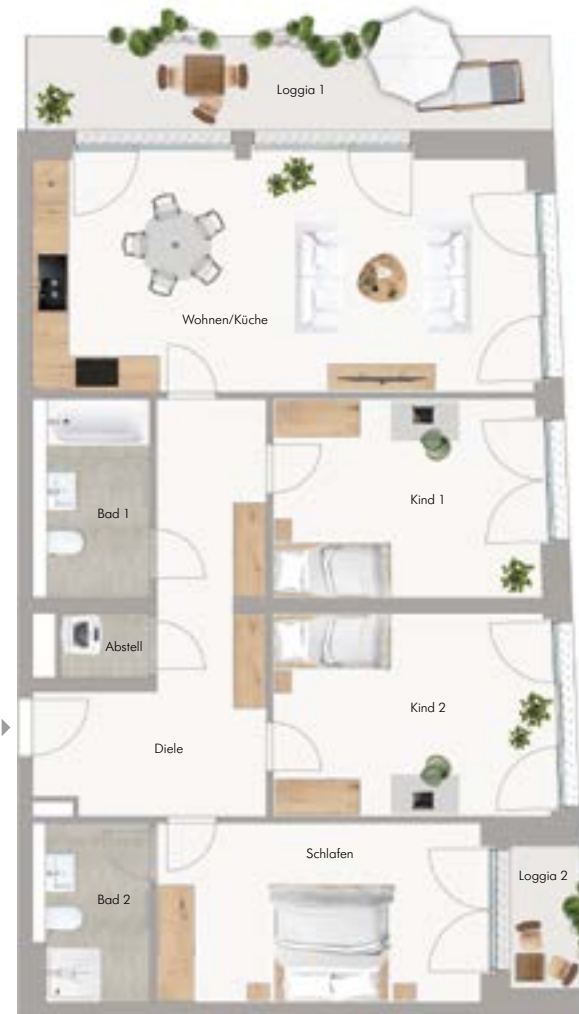 Loggia 1
Wohnen/Küche
Kind 1
Bad 1
Abstell
Kind 2
Diele
Schlafen
Loggia 2
Bad 2